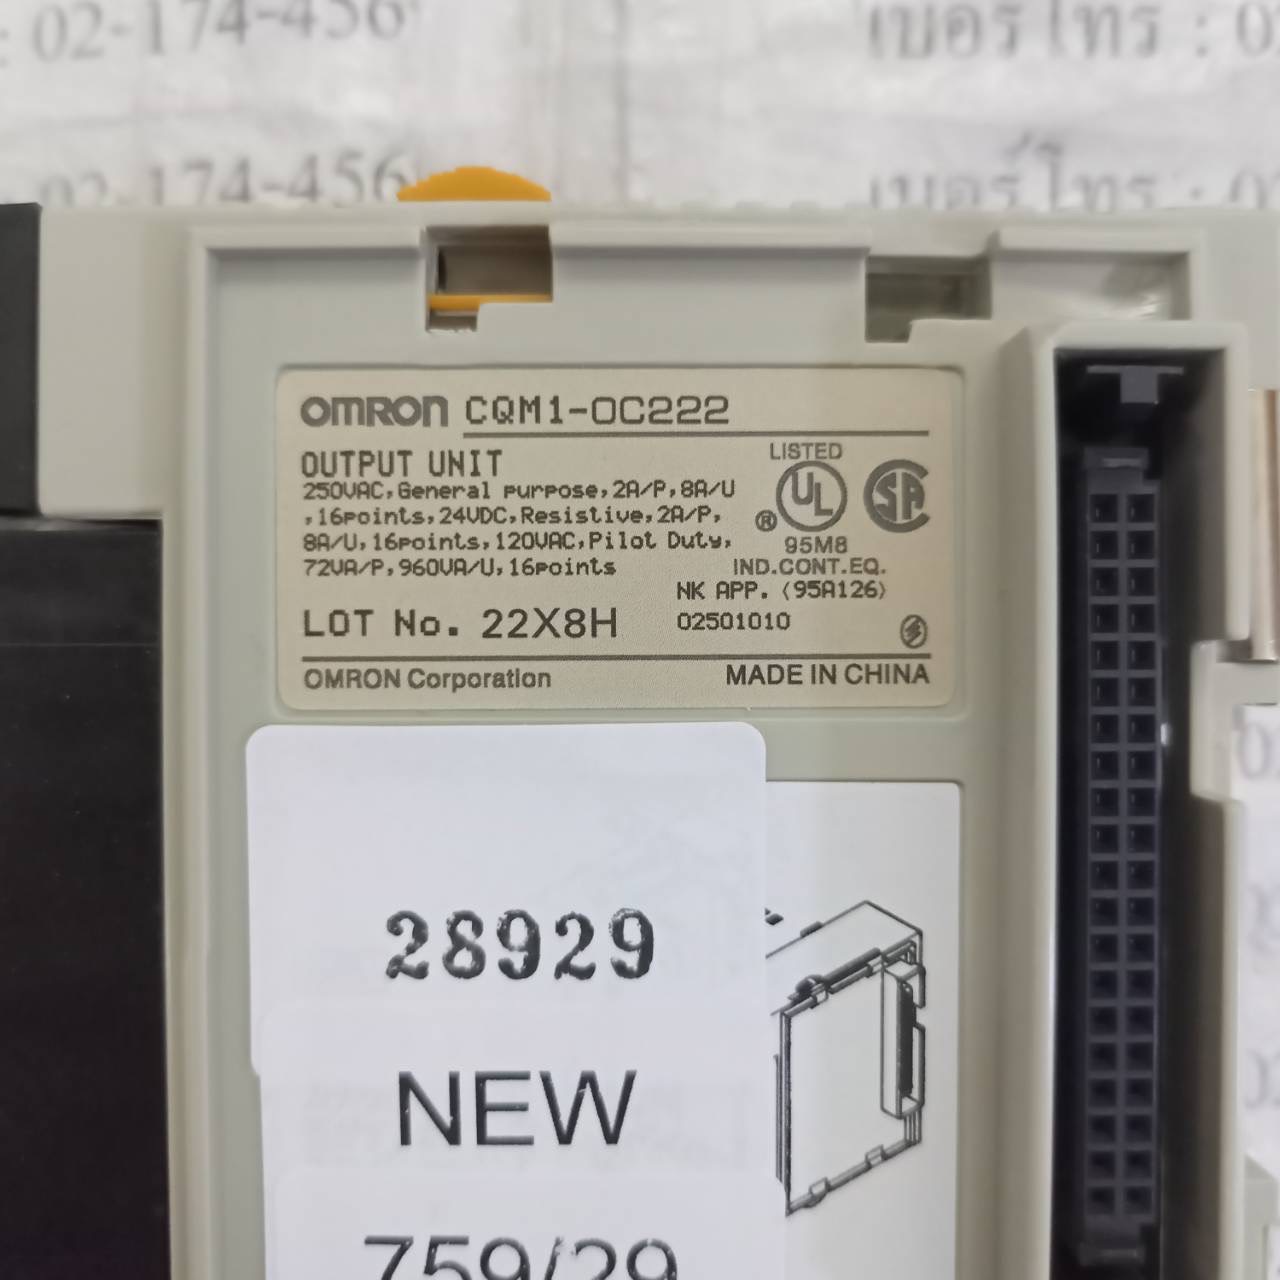 : 02-174-456
เบอร์โทร : 0
02-174-456
เบอร์โทร : 0
OMRON CQM1-OC222
OUTPUT UNIT
250VAC,General purpose,2A/P,8A/U
,16points,24VDC,Resistive,2A/P,
8A/U,16points,120VAC,Pilot Duty,
72VA/P,960VA/U,16points
LISTED
UL
®
SA
95M8
IND.CONT.EQ.
NK APP. (95A126)
LOT No. 22X8H
02501010
OMRON Corporation
MADE IN CHINA
28929
NEW
759/29